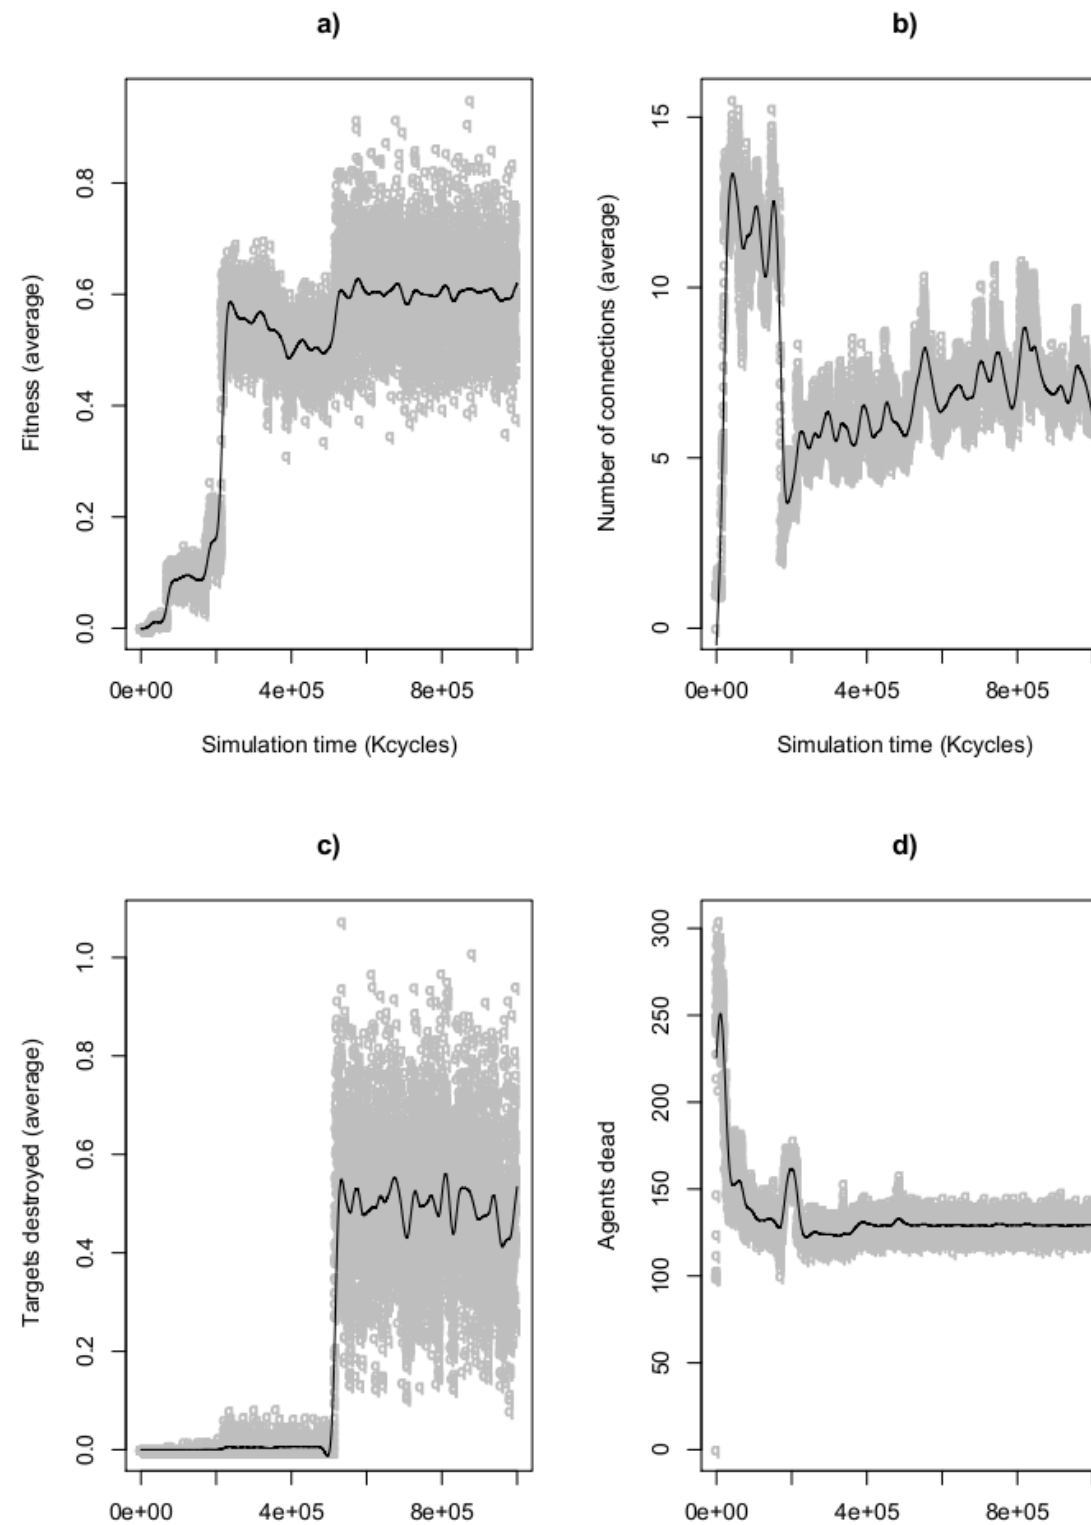 a)
Fitness (average)
0.8
0.6
0.4
0.2
0.0
0e+00 4e+05 8e+05
Simulation time (Kcycles)
b)
Number of connections (average)
15
10
5
0
0e+00 4e+05 8e+05
Simulation time (Kcycles)
c)
Targets destroyed (average)
1.0
0.8
0.6
0.4
0.2
0.0
0e+00 4e+05 8e+05
d)
Agents dead
300
250
200
150
100
50
0
0e+00 4e+05 8e+05